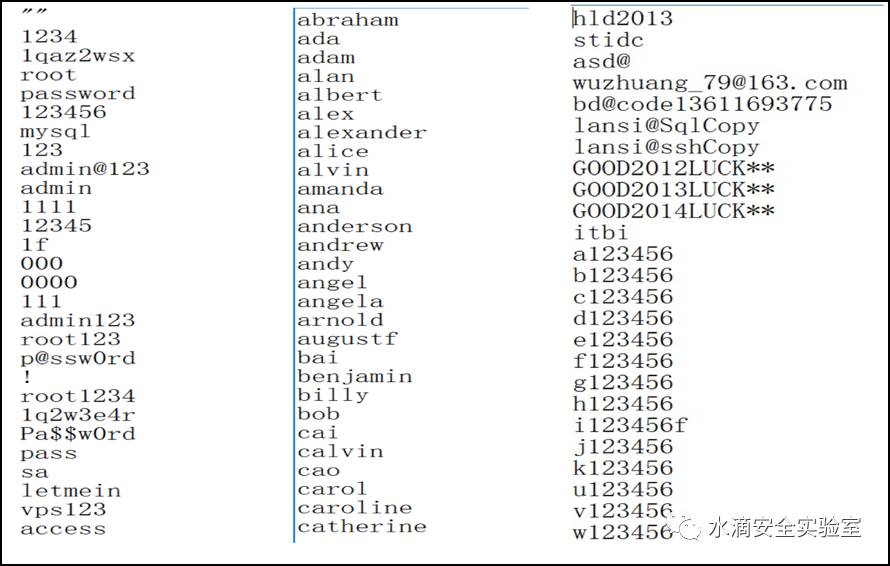 ""
1234
1qaz2wsx
root
password
123456
mysql
123
admin@123
admin
1111
12345
1f
000
0000
111
admin123
root123
p@ssw0rd
!
root1234
1q2w3e4r
Pa$$w0rd
pass
sa
letmein
vps123
access
abraham
ada
adam
alan
albert
alex
alexander
alice
alvin
amanda
ana
anderson
andrew
andy
angel
angela
arnold
augustf
bai
benjamin
billy
bob
cai
calvin
cao
carol
caroline
catherine
hld2013
stidc
asd@
wuzhuang_79@163.com
bd@code13611693775
lansi@SqlCopy
lansi@sshCopy
GOOD2012LUCK**
GOOD2013LUCK**
GOOD2014LUCK**
itbi
a123456
b123456
c123456
d123456
e123456
f123456
g123456
h123456
i123456f
j123456
k123456
u123456
v123456
w123456
水滴安全实验室